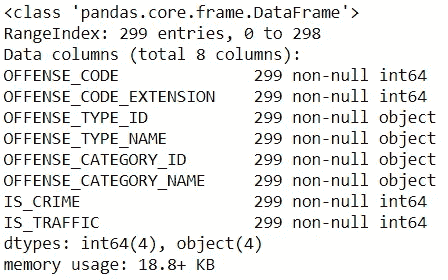 <class 'pandas.core.frame.DataFrame'>
RangeIndex: 299 entries, 0 to 298
Data columns (total 8 columns):
OFFENSE_CODE              299 non-null int64
OFFENSE_CODE_EXTENSION    299 non-null int64
OFFENSE_TYPE_ID           299 non-null object
OFFENSE_TYPE_NAME         299 non-null object
OFFENSE_CATEGORY_ID       299 non-null object
OFFENSE_CATEGORY_NAME     299 non-null object
IS_CRIME                  299 non-null int64
IS_TRAFFIC                299 non-null int64
dtypes: int64(4), object(4)
memory usage: 18.8+ KB